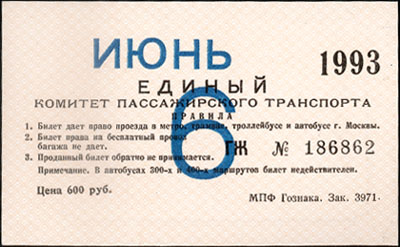 ИЮНЬ
1993
6
ЕДИНЫЙ
КОМИТЕТ ПАССАЖИРСКОГО ТРАНСПОРТА
ПРАВИЛА
1. Билет дает право проезда в метро, трамвае, троллейбусе и автобусе г. Москвы.
2. Билет права на бесплатный провоз
багажа не дает.
3. Проданный билет обратно не принимается.
ГЖ № 186862
Примечание. В автобусах 300-х и 400-х маршрутов билет недействителен.
Цена 600 руб.
МПФ Гознака. Зак. 3971